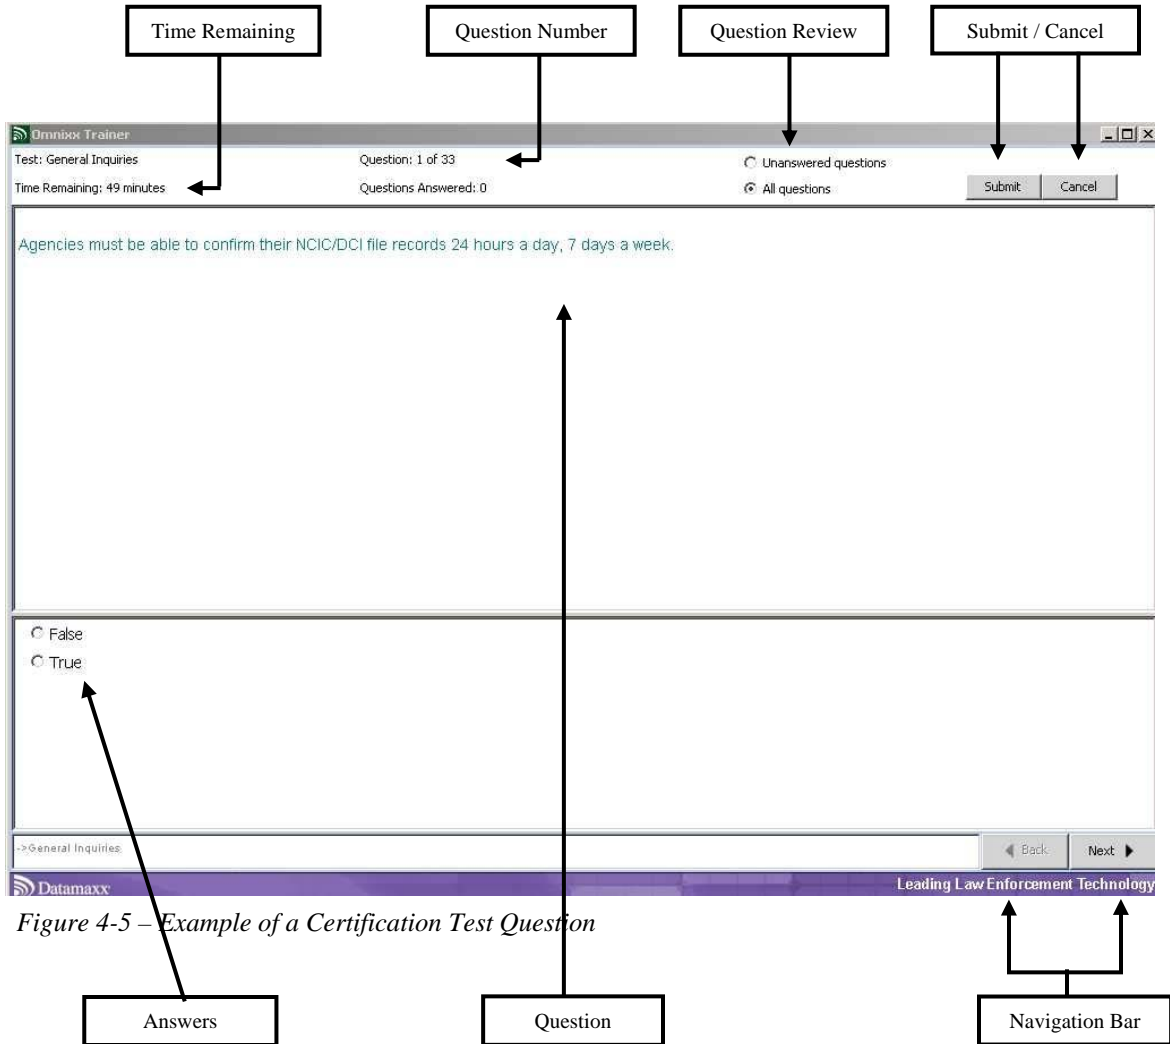 Time Remaining
Question Number
Question Review
Submit / Cancel
Omnixx Trainer
Test: General Inquiries
Question: 1 of 33
Unanswered questions
Time Remaining: 49 minutes
Questions Answered: 0
All questions
Submit
Cancel
Agencies must be able to confirm their NCIC/DCI file records 24 hours a day, 7 days a week.
False
True
->General Inquiries
Back
Next
Datamaxx
Leading Law Enforcement Technology
Figure 4-5 – Example of a Certification Test Question
Answers
Question
Navigation Bar